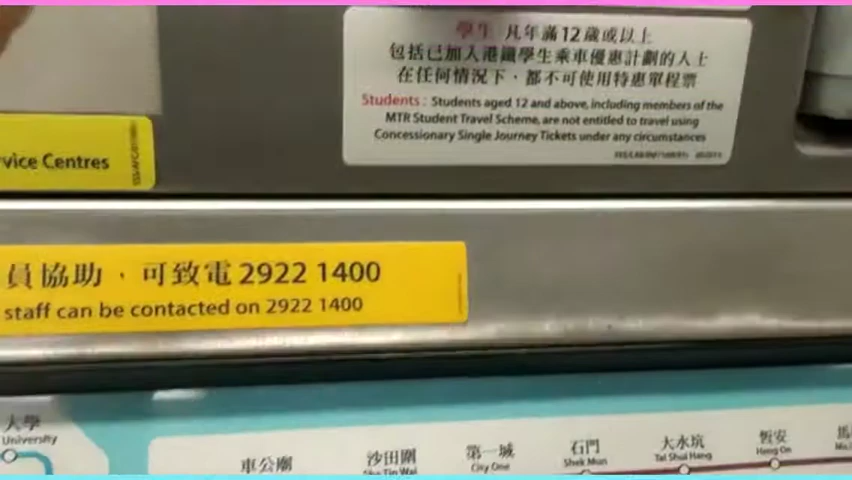 學生 凡年滿12歲或以上
包括已加入港鐵學生乘車優惠計劃的人士
在任何情況下，都不可使用特惠單程票
Students : Students aged 12 and above, including members of the
MTR Student Travel Scheme, are not entitled to travel using
Concessionary Single Journey Tickets under any circumstances
vice Centres
員協助，可致電 2922 1400
staff can be contacted on 2922 1400
大學
University
車公廟
沙田圍
Sha Tin Wai
第一城
City One
石門
Shek Mun
大水坑
Tai Shui Hang
恆安
Heng On